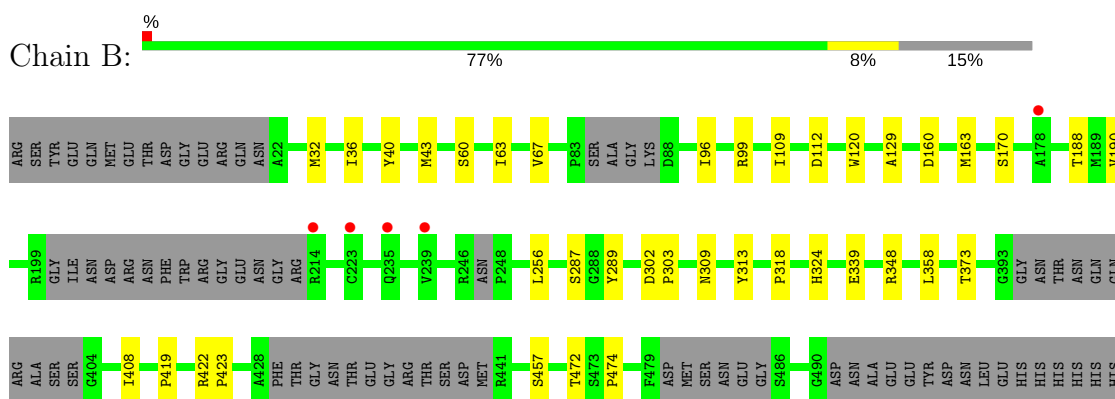 %
Chain B:
77% 8% 15%
ARG SER TYR GLU GLN MET GLU THR ASP GLY GLU ARG GLN ASN A22 M32 I36 Y40 M43 S60 I63 V67 P83 SER ALA GLY LYS D88 I96 R99 I109 D112 W120 A129 D160 M163 S170 A178 T188 M189 V190
R199 GLY ILE ASN ASP ARG ASN PHE TRP ARG GLY GLU ASN GLY ARG R214 C223 Q235 V239 R246 ASN P248 L256 S287 G288 Y289 D302 P303 N309 Y313 P318 H324 E339 R348 L358 T373 G393 GLY ASN THR ASN GLN GLN
ARG ALA SER SER G404 I408 P419 R422 P423 A428 PHE THR GLY ASN THR GLU GLY ARG THR SER ASP MET R441 S457 T472 S473 P474 F479 ASP MET SER ASN GLU GLY S486 G490 ASP ASN ALA GLU GLU TYR ASP ASN LEU GLU HIS HIS HIS HIS HIS HIS